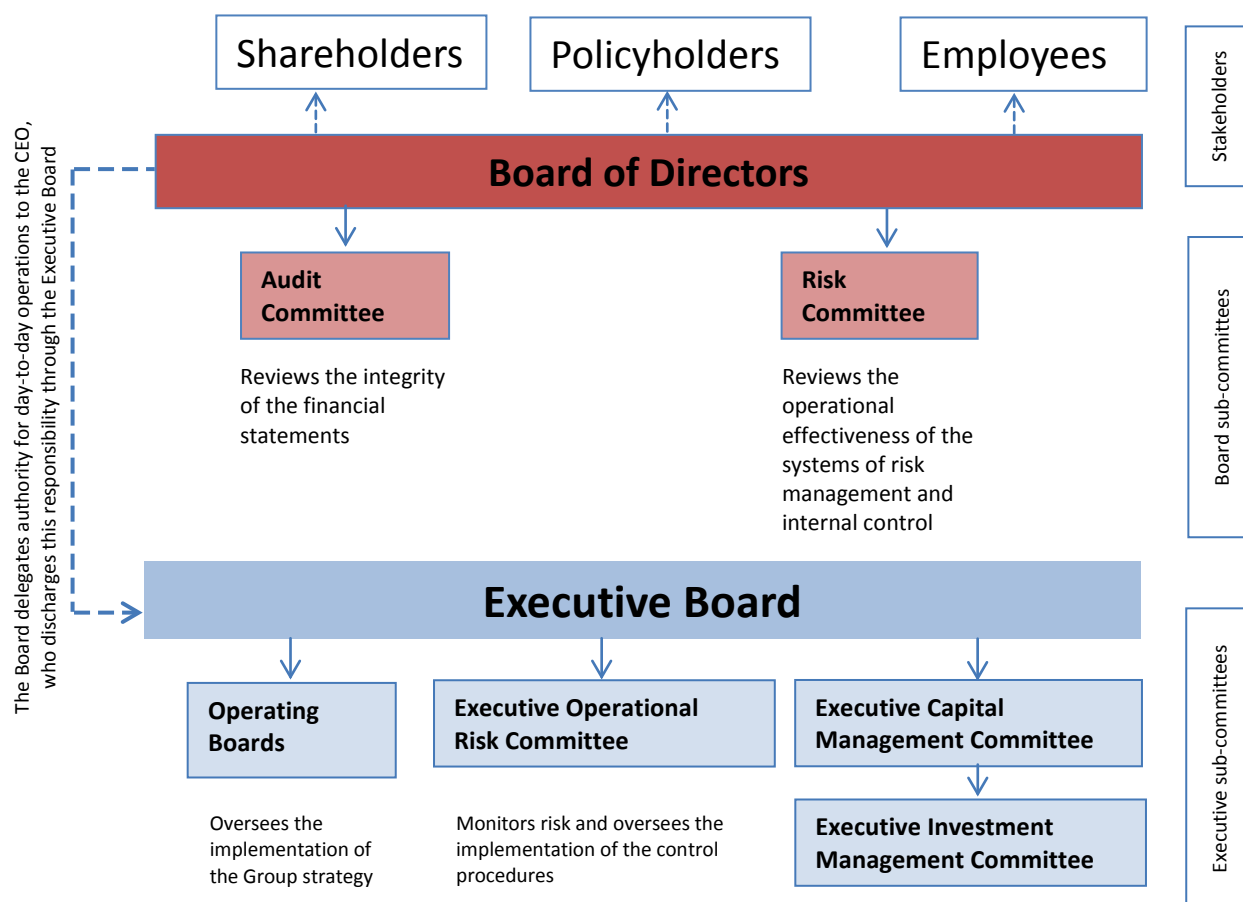 Shareholders
Policyholders
Employees
Stakeholders
The Board delegates authority for day-to-day operations to the CEO,
who discharges this responsibility through the Executive Board
Board of Directors
Audit
Committee
Risk
Committee
Board sub-committees
Reviews the integrity
of the financial
statements
Reviews the
operational
effectiveness of the
systems of risk
management and
internal control
Executive Board
Operating
Boards
Executive Operational
Risk Committee
Executive Capital
Management Committee
Executive sub-committees
Oversees the
implementation of
the Group strategy
Monitors risk and oversees the
implementation of the control
procedures
Executive Investment
Management Committee